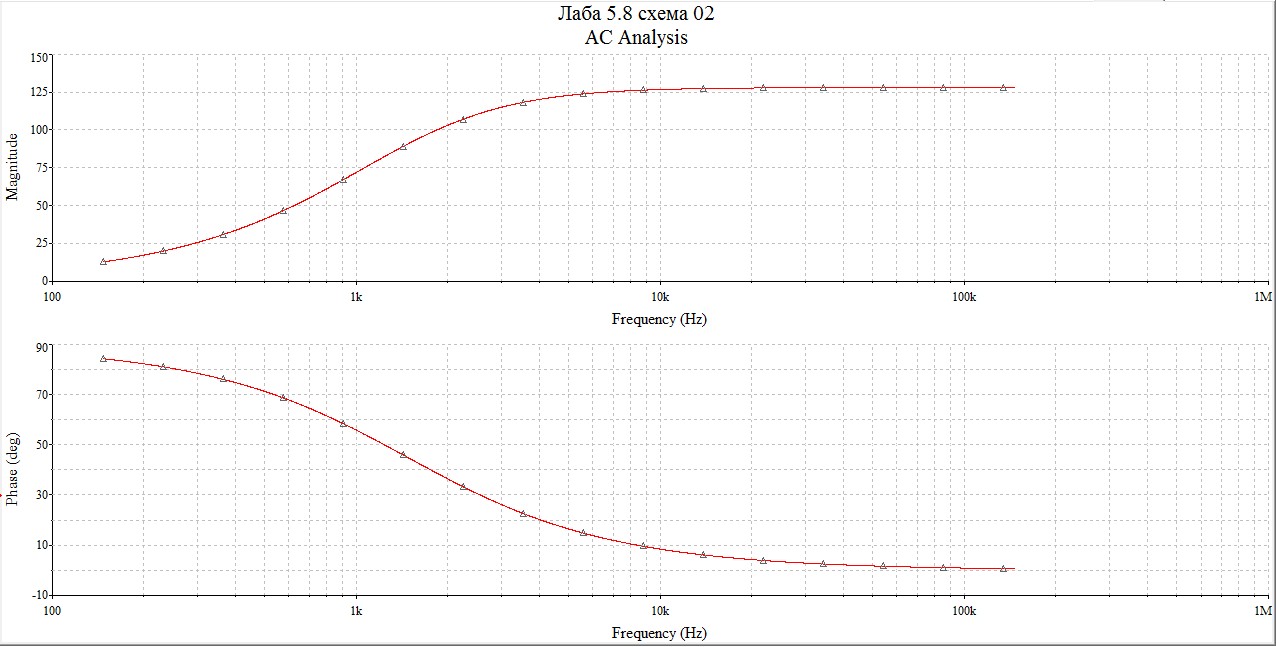 Лаба 5.8 схема 02
AC Analysis
Magnitude
150
125
100
75
50
25
0
100 1k 10k 100k 1M
Frequency (Hz)
Phase (deg)
90
70
50
30
10
-10
100 1k 10k 100k 1M
Frequency (Hz)